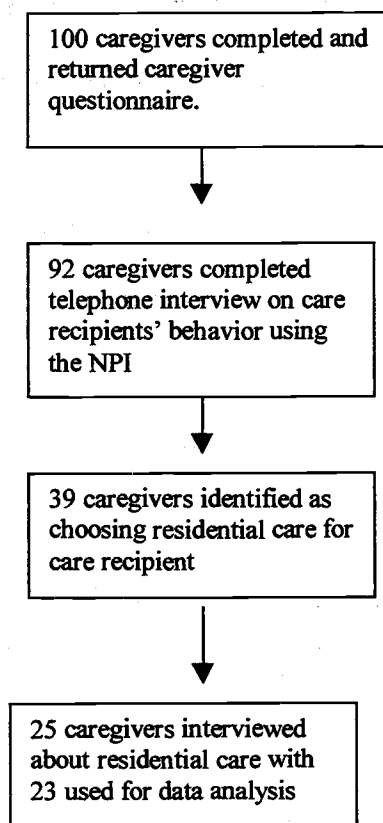 100 caregivers completed and
returned caregiver
questionnaire.
92 caregivers completed
telephone interview on care
recipients’ behavior using
the NPI
39 caregivers identified as
choosing residential care for
care recipient
25 caregivers interviewed
about residential care with
23 used for data analysis